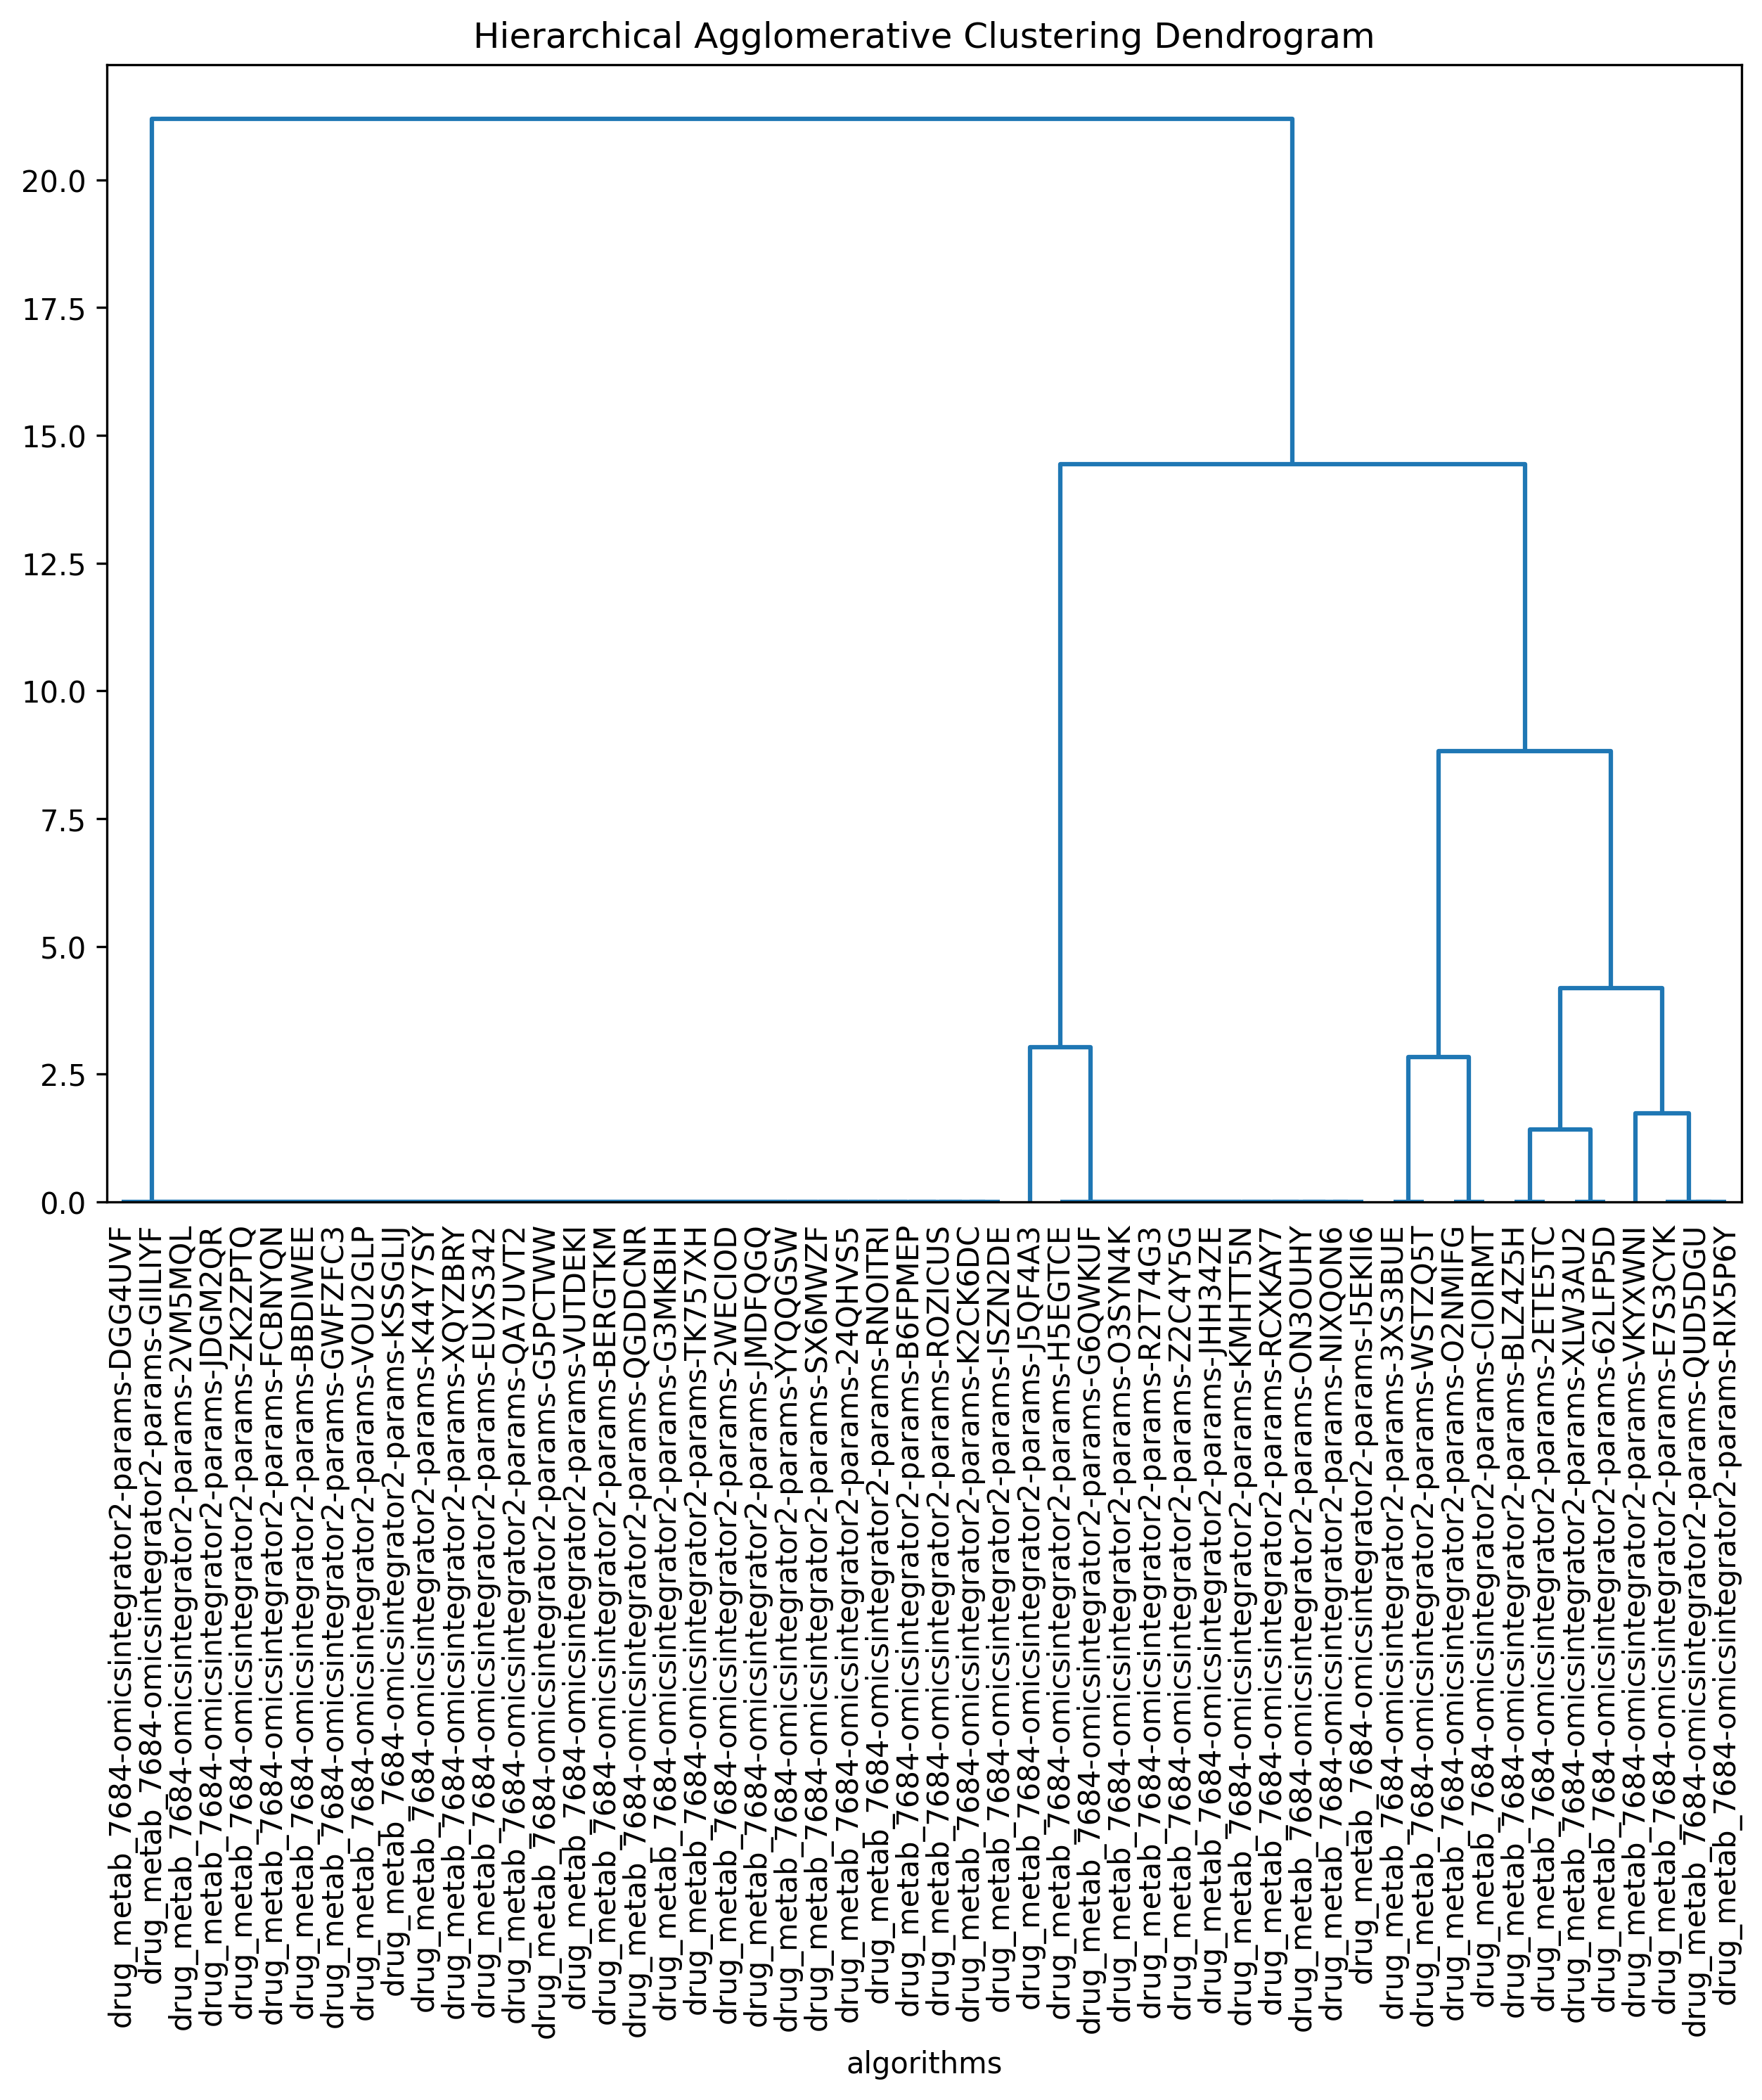 Hierarchical Agglomerative Clustering Dendrogram
20.0
17.5
15.0
12.5
10.0
7.5
5.0
2.5
0.0
drug_metab_7684-omicsintegrator2-params-DGG4UVF
drug_metab_7684-omicsintegrator2-params-GIILIYF
drug_metab_7684-omicsintegrator2-params-2VM5MQL
drug_metab_7684-omicsintegrator2-params-JDGM2QR
drug_metab_7684-omicsintegrator2-params-ZK2ZPTQ
drug_metab_7684-omicsintegrator2-params-FCBNYQN
drug_metab_7684-omicsintegrator2-params-BBDIWEE
drug_metab_7684-omicsintegrator2-params-GWFZFC3
drug_metab_7684-omicsintegrator2-params-VOU2GLP
drug_metab_7684-omicsintegrator2-params-KSSGLJJ
drug_metab_7684-omicsintegrator2-params-K44Y7SY
drug_metab_7684-omicsintegrator2-params-XQYZBRY
drug_metab_7684-omicsintegrator2-params-EUXS342
drug_metab_7684-omicsintegrator2-params-QA7UVT2
drug_metab_7684-omicsintegrator2-params-G5PCTWW
drug_metab_7684-omicsintegrator2-params-VUTDEKI
drug_metab_7684-omicsintegrator2-params-BERGTKM
drug_metab_7684-omicsintegrator2-params-QGDDCNR
drug_metab_7684-omicsintegrator2-params-G3MKBIH
drug_metab_7684-omicsintegrator2-params-TK757XH
drug_metab_7684-omicsintegrator2-params-2WECIOD
drug_metab_7684-omicsintegrator2-params-JMDFQGQ
drug_metab_7684-omicsintegrator2-params-YYQQGSW
drug_metab_7684-omicsintegrator2-params-SX6MWZF
drug_metab_7684-omicsintegrator2-params-24QHVS5
drug_metab_7684-omicsintegrator2-params-RNOITRI
drug_metab_7684-omicsintegrator2-params-B6FPMEP
drug_metab_7684-omicsintegrator2-params-ROZICUS
drug_metab_7684-omicsintegrator2-params-K2CK6DC
drug_metab_7684-omicsintegrator2-params-ISZN2DE
drug_metab_7684-omicsintegrator2-params-J5QF4A3
drug_metab_7684-omicsintegrator2-params-H5EGTCE
drug_metab_7684-omicsintegrator2-params-G6QWKUF
drug_metab_7684-omicsintegrator2-params-O3SYN4K
drug_metab_7684-omicsintegrator2-params-R2T74G3
drug_metab_7684-omicsintegrator2-params-Z2C4Y5G
drug_metab_7684-omicsintegrator2-params-JHH34ZE
drug_metab_7684-omicsintegrator2-params-KMHTT5N
drug_metab_7684-omicsintegrator2-params-RCXKAY7
drug_metab_7684-omicsintegrator2-params-ON3OUHY
drug_metab_7684-omicsintegrator2-params-NIXQON6
drug_metab_7684-omicsintegrator2-params-I5EKII6
drug_metab_7684-omicsintegrator2-params-3XS3BUE
drug_metab_7684-omicsintegrator2-params-WSTZQ5T
drug_metab_7684-omicsintegrator2-params-O2NMIFG
drug_metab_7684-omicsintegrator2-params-CIOIRMT
drug_metab_7684-omicsintegrator2-params-BLZ4Z5H
drug_metab_7684-omicsintegrator2-params-2ETE5TC
drug_metab_7684-omicsintegrator2-params-XLW3AU2
drug_metab_7684-omicsintegrator2-params-62LFP5D
drug_metab_7684-omicsintegrator2-params-VKYXWNI
drug_metab_7684-omicsintegrator2-params-E7S3CYK
drug_metab_7684-omicsintegrator2-params-QUD5DGU
drug_metab_7684-omicsintegrator2-params-RIX5P6Y
algorithms